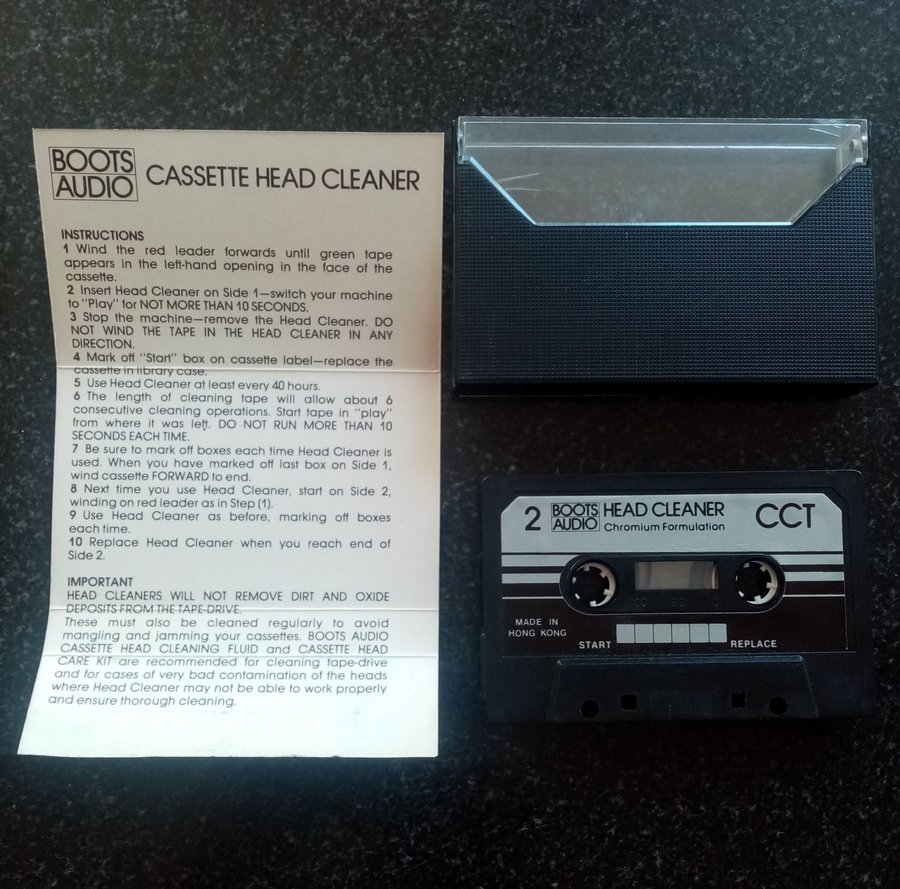 BOOTS
AUDIO
CASSETTE HEAD CLEANER
INSTRUCTIONS
1 Wind the red leader forwards until green tape
appears in the left-hand opening in the face of the
cassette.
2 Insert Head Cleaner on Side 1—switch your machine
to "Play" for NOT MORE THAN 10 SECONDS.
3 Stop the machine—remove the Head Cleaner. DO
NOT WIND THE TAPE IN THE HEAD CLEANER IN ANY
DIRECTION.
4 Mark off "Start" box on cassette label—replace the
cassette in library case.
5 Use Head Cleaner at least every 40 hours.
6 The length of cleaning tape will allow about 6
consecutive cleaning operations. Start tape in "play"
from where it was left. DO NOT RUN MORE THAN 10
SECONDS EACH TIME.
7 Be sure to mark off boxes each time Head Cleaner is
used. When you have marked off last box on Side 1,
wind cassette FORWARD to end.
8 Next time you use Head Cleaner, start on Side 2,
winding on red leader as in Step (1).
9 Use Head Cleaner as before, marking off boxes
each time.
10 Replace Head Cleaner when you reach end of
Side 2.
IMPORTANT
HEAD CLEANERS WILL NOT REMOVE DIRT AND OXIDE
DEPOSITS FROM THE TAPE-DRIVE.
These must also be cleaned regularly to avoid
mangling and jamming your cassettes. BOOTS AUDIO
CASSETTE HEAD CLEANING FLUID and CASSETTE HEAD
CARE KIT are recommended for cleaning tape-drive
and for cases of very bad contamination of the heads
where Head Cleaner may not be able to work properly
and ensure thorough cleaning.
2 BOOTS AUDIO HEAD CLEANER CCT
Chromium Formulation
MADE IN
HONG KONG
START REPLACE